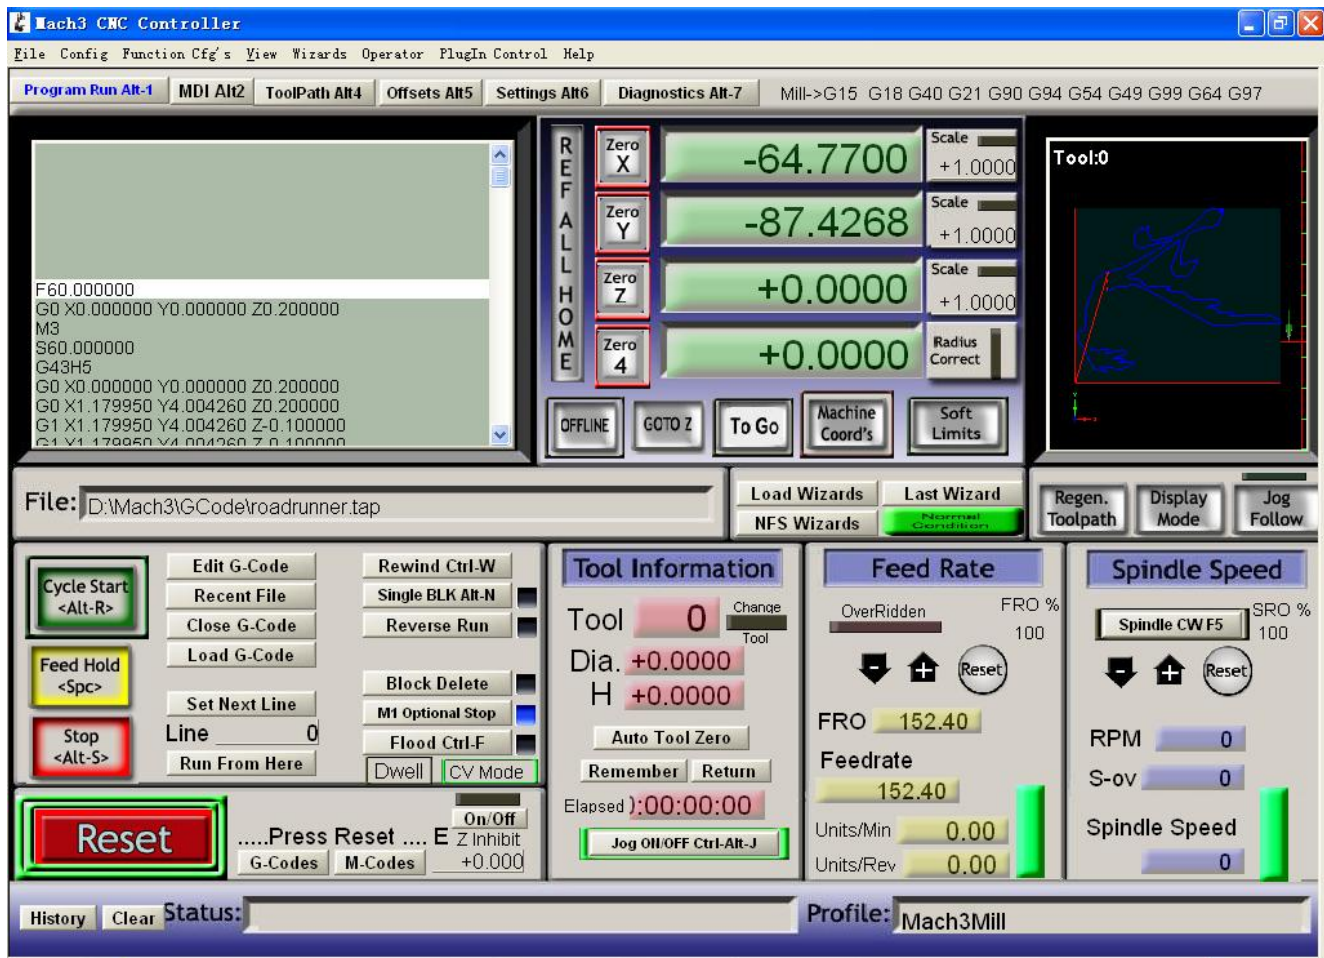 Mach3 CNC Controller
File Config Function Cfg's View Wizards Operator PlugIn Control Help
Program Run Alt-1 MDI Alt2 ToolPath Alt4 Offsets Alt5 Settings Alt6 Diagnostics Alt-7 Mill->G15 G18 G40 G21 G90 G94 G54 G49 G99 G64 G97
F60.000000
G0 X0.000000 Y0.000000 Z0.200000
M3
S60.000000
G43H5
G0 X0.000000 Y0.000000 Z0.200000
G0 X1.179950 Y4.004260 Z0.200000
G1 X1.179950 Y4.004260 Z-0.100000
G1 X1.179950 Y4.004260 Z-0.100000
REF ALL HOME
Zero X -64.7700 Scale +1.0000
Zero Y -87.4268 Scale +1.0000
Zero Z +0.0000 Scale +1.0000
Zero 4 +0.0000 Radius Correct
OFFLINE GOTO Z To Go Machine Coord's Soft Limits
Tool:0
File: D:\Mach3\GCode\roadrunner.tap
Load Wizards Last Wizard
NFS Wizards Normal Condition
Regen. Toolpath Display Mode Jog Follow
Cycle Start <Alt-R>
Feed Hold <Spc>
Stop <Alt-S>
Edit G-Code
Recent File
Close G-Code
Load G-Code
Set Next Line
Line 0
Run From Here
Rewind Ctrl-W
Single BLK Alt-N
Reverse Run
Block Delete
M1 Optional Stop
Flood Ctrl-F
Dwell CV Mode
Reset
.....Press Reset .... E
G-Codes M-Codes
On/Off
Z Inhibit
+0.000
Tool Information
Tool 0 Change Tool
Dia. +0.0000
H +0.0000
Auto Tool Zero
Remember Return
Elapsed ):00:00:00
Jog ON/OFF Ctrl-Alt-J
Feed Rate
OverRidden FRO % 100
Reset
FRO 152.40
Feedrate
152.40
Units/Min 0.00
Units/Rev 0.00
Spindle Speed
Spindle CW F5 SRO % 100
Reset
RPM 0
S-ov 0
Spindle Speed
0
History Clear Status: Profile: Mach3Mill